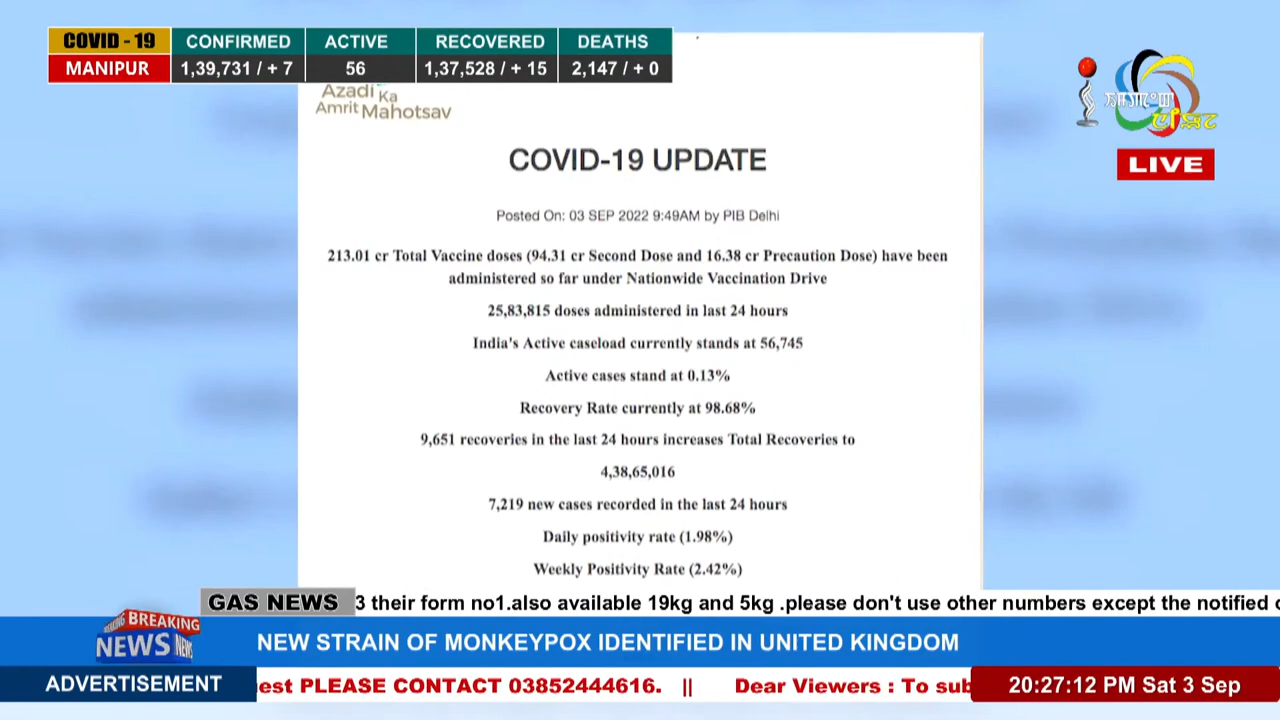 COVID - 19 CONFIRMED ACTIVE RECOVERED DEATHS
MANIPUR 1,39,731 / + 7 56 1,37,528 / + 15 2,147 / + 0
Azadi Ka
Amrit Mahotsav
LIVE
COVID-19 UPDATE
Posted On: 03 SEP 2022 9:49AM by PIB Delhi
213.01 cr Total Vaccine doses (94.31 cr Second Dose and 16.38 cr Precaution Dose) have been
administered so far under Nationwide Vaccination Drive
25,83,815 doses administered in last 24 hours
India's Active caseload currently stands at 56,745
Active cases stand at 0.13%
Recovery Rate currently at 98.68%
9,651 recoveries in the last 24 hours increases Total Recoveries to
4,38,65,016
7,219 new cases recorded in the last 24 hours
Daily positivity rate (1.98%)
Weekly Positivity Rate (2.42%)
GAS NEWS 3 their form no1.also available 19kg and 5kg .please don't use other numbers except the notified
BREAKING
NEWS NEWS
NEW STRAIN OF MONKEYPOX IDENTIFIED IN UNITED KINGDOM
ADVERTISEMENT est PLEASE CONTACT 03852444616. || Dear Viewers : To sub 20:27:12 PM Sat 3 Sep